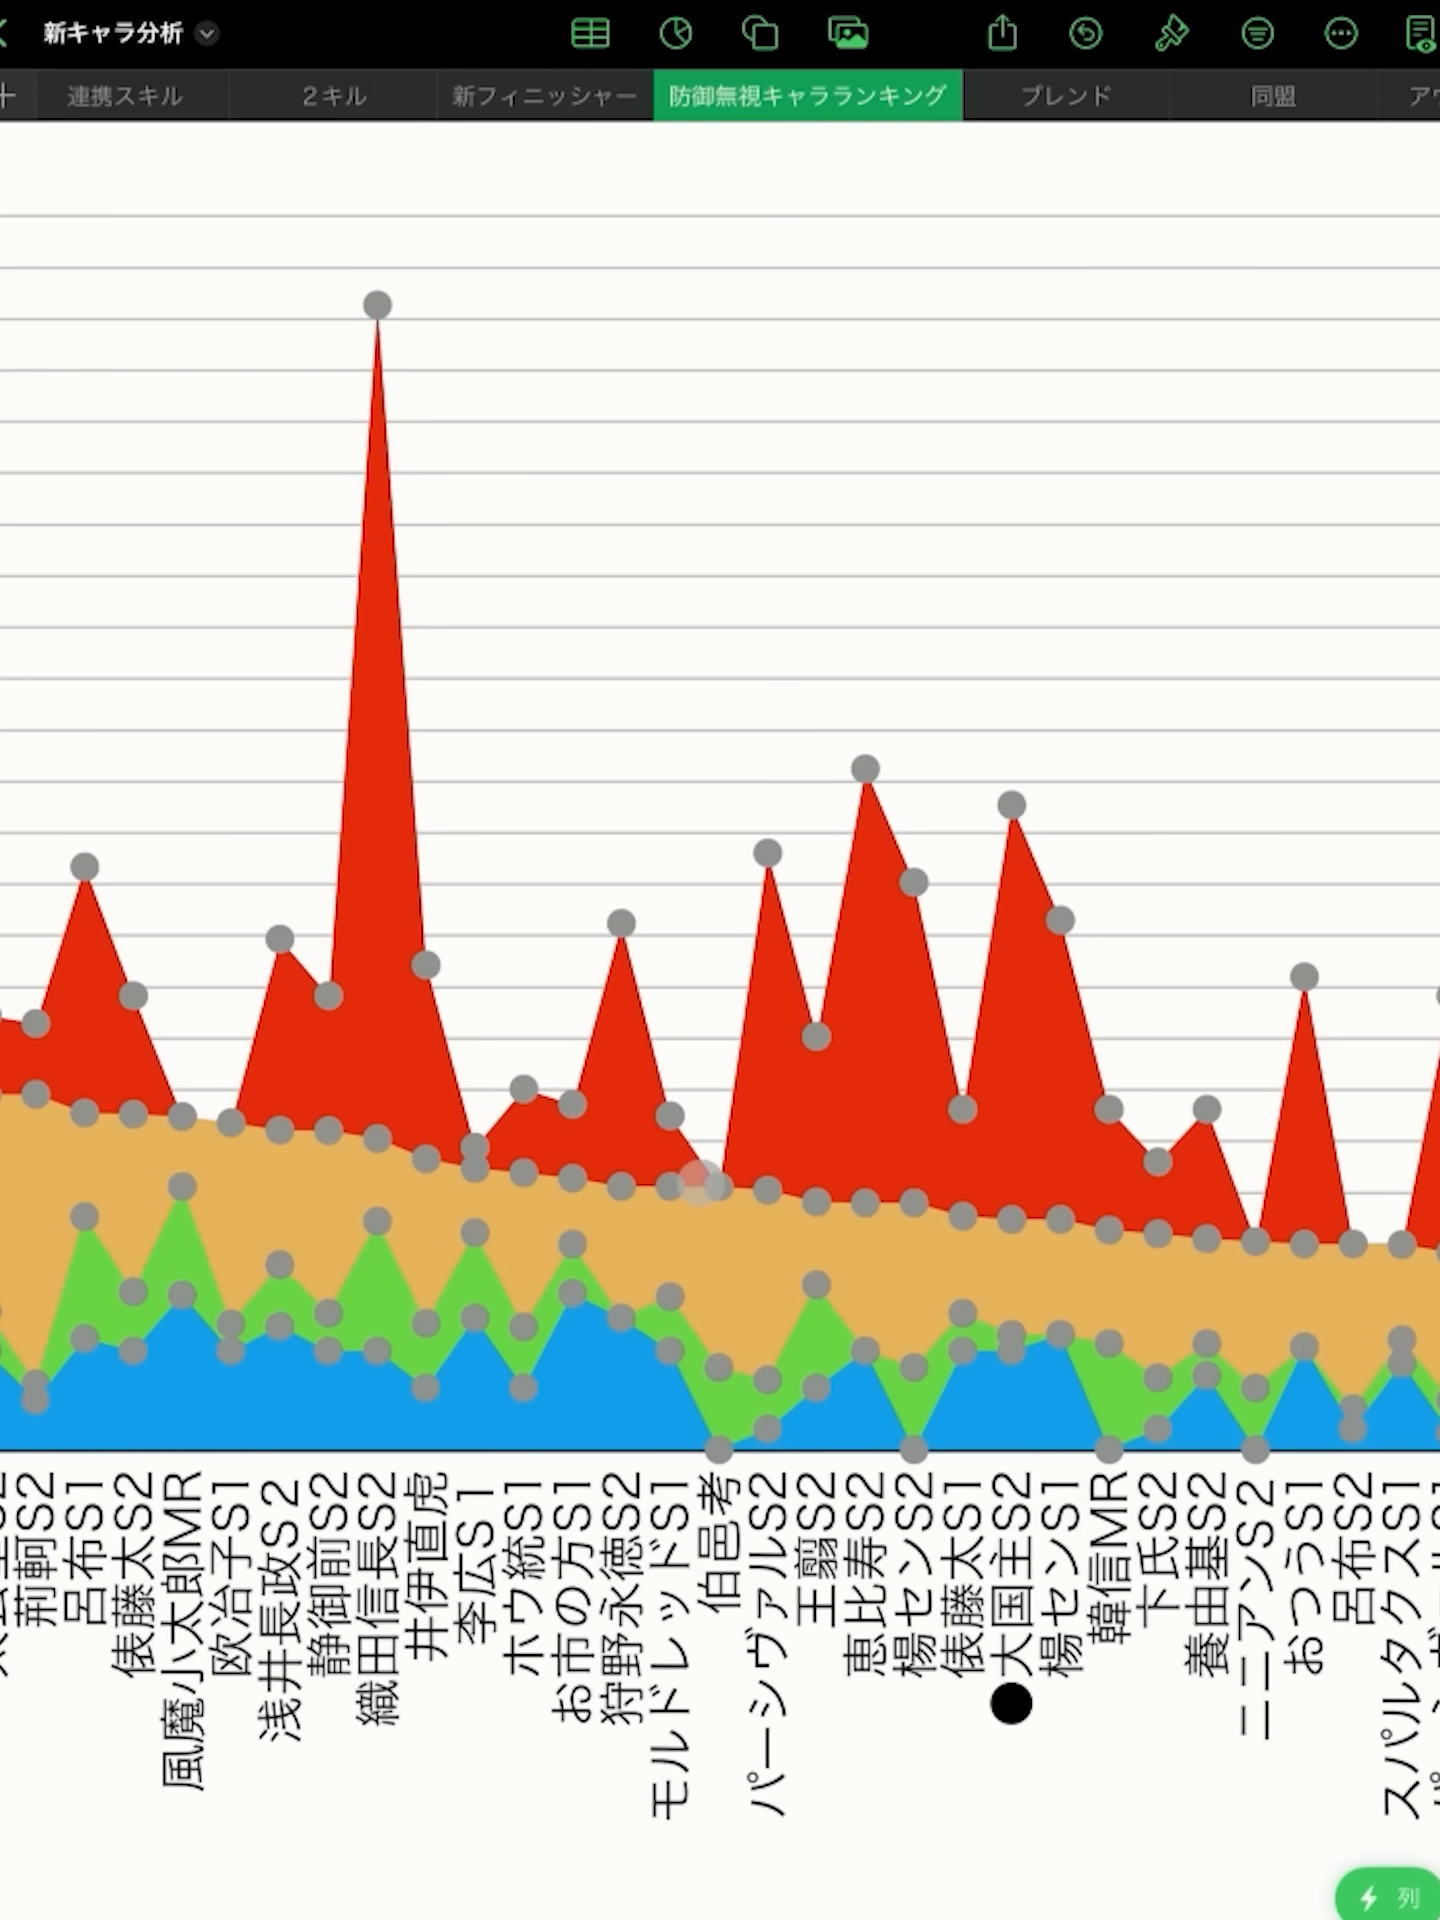 新キャラ分析
連携スキル
2キル
新フィニッシャー
防御無視キャラランキング
ブレンド
同盟
荊軻S2
呂布S1
俵藤太S2
風魔小太郎MR
欧冶子S1
浅井長政S2
静御前S2
織田信長S2
井伊直虎
李広S1
ホウ統S1
お市の方S1
狩野永徳S2
モルドレッドS1
伯邑考
パーシヴァルS2
王翦S2
恵比寿S2
楊センS2
俵藤太S1
●大国主S2
楊センS1
韓信MR
卞氏S2
養由基S2
ニニアンS2
おつうS1
呂布S2
スパルタクスS1
列